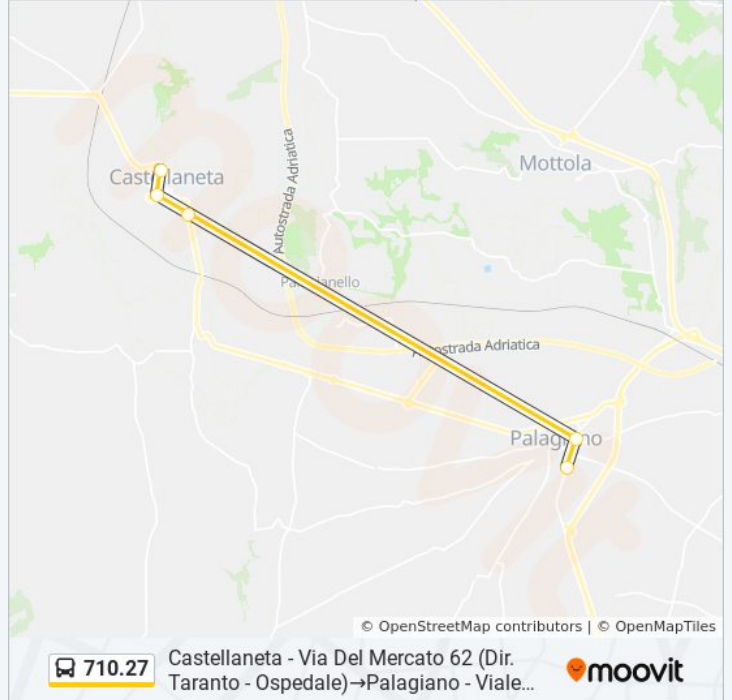 Castellaneta
Mottola
Autostrada Adriatica
Palagianello
Autostrada Adriatica
Palagiano
© OpenStreetMap contributors | © OpenMapTiles
710.27
Castellaneta - Via Del Mercato 62 (Dir.
Taranto - Ospedale)→Palagiano - Viale...
moovit